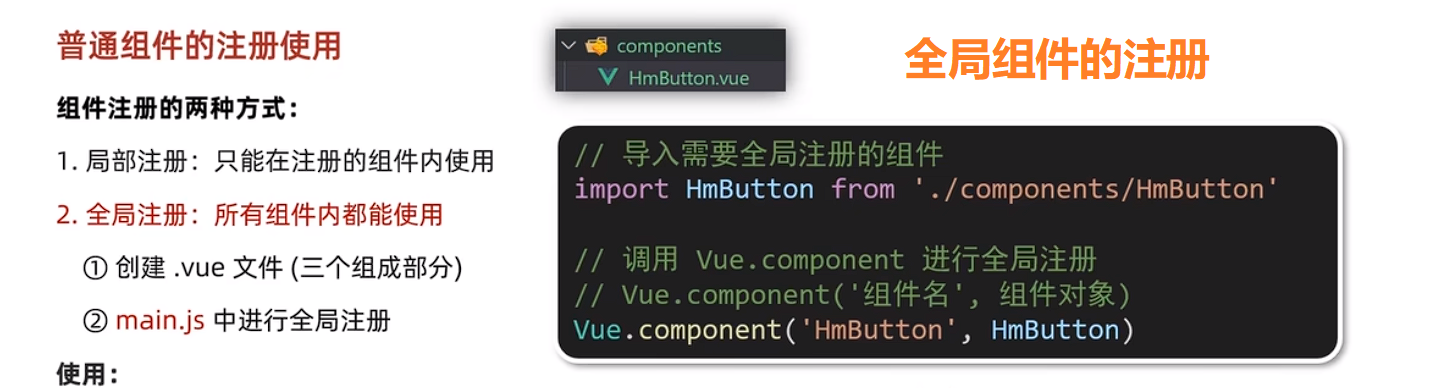 普通组件的注册使用
组件注册的两种方式：
1. 局部注册：只能在注册的组件内使用
2. 全局注册：所有组件内都能使用
① 创建 .vue 文件 (三个组成部分)
② main.js 中进行全局注册
使用：
components
HmButton.vue
全局组件的注册
// 导入需要全局注册的组件
import HmButton from './components/HmButton'
// 调用 Vue.component 进行全局注册
// Vue.component('组件名', 组件对象)
Vue.component('HmButton', HmButton)